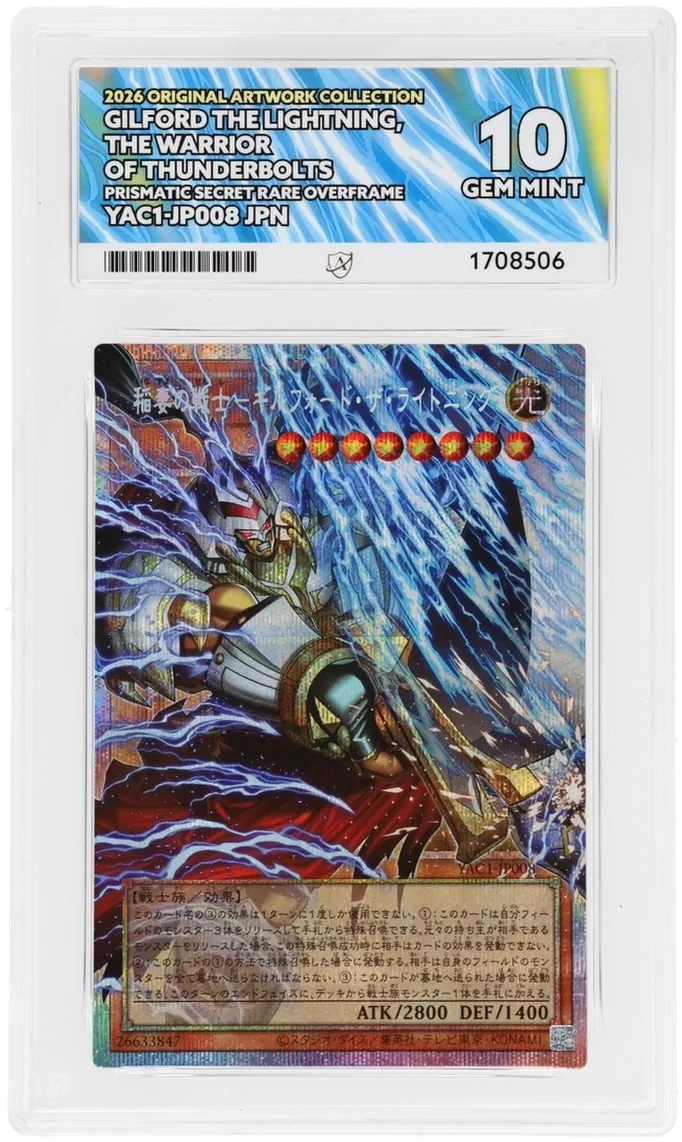 2026 ORIGINAL ARTWORK COLLECTION
GILFORD THE LIGHTNING,
THE WARRIOR
OF THUNDERBOLTS
PRISMATIC SECRET RARE OVERFRAME
YAC1-JP008 JPN
10
GEM MINT
1708506
稲妻の戦士-ギルフォード・ザ・ライトニング
光
YAC1-JP008
【戦士族/効果】
このカード名の③の効果は1ターンに1度しか使用できない。①:このカードは自分フィー
ルドのモンスター3体をリリースして手札から特殊召喚できる。元々の持ち主が相手である
モンスターをリリースした場合、この特殊召喚成功時に相手はカードの効果を発動できない。
②:このカードの①の方法で特殊召喚した場合に発動する。相手は自身のフィールドのモン
スターを全て墓地へ送らなければならない。③:このカードが墓地へ送られた場合に発動
できる。このターンのエンドフェイズに、デッキから戦士族モンスター1体を手札に加える。
ATK/2800 DEF/1400
26633847
©スタジオ・ダイス/集英社・テレビ東京・KONAMI